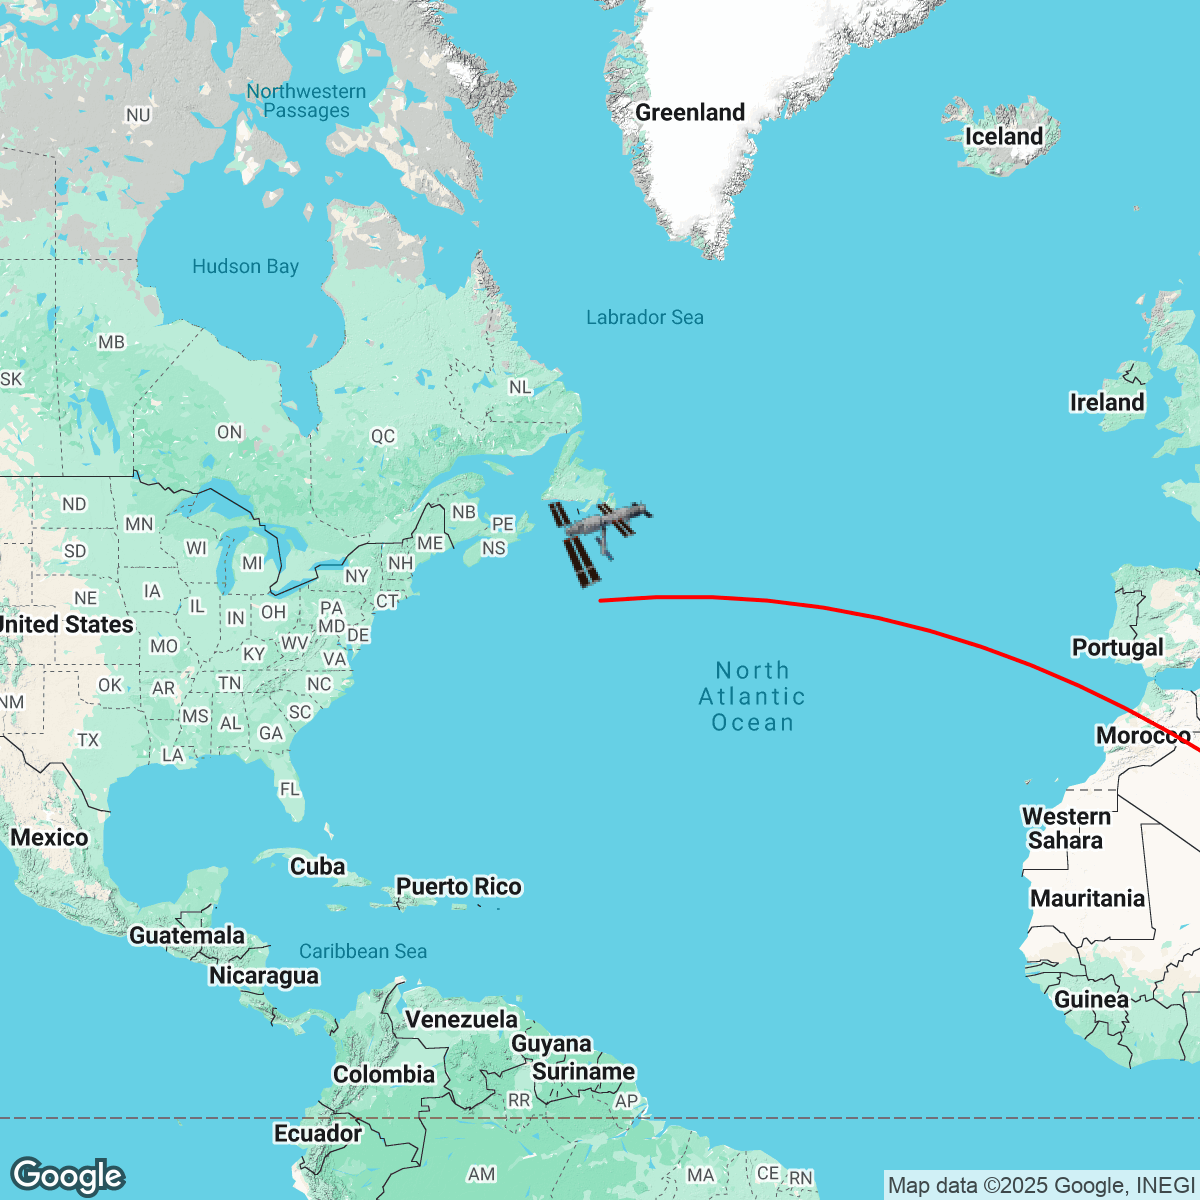 NU
Northwestern
Passages
Greenland
Iceland
Hudson Bay
Labrador Sea
MB
SK
NL
Ireland
ON
QC
ND
MN
NB
PE
SD
WI
MI
ME
NS
NH
NY
NE
IA
IL
IN
OH
PA
CT
United States
MD
DE
WV
MO
KY
VA
Portugal
OK
AR
TN
NC
NM
North
Atlantic
Ocean
MS
AL
SC
GA
TX
LA
Morocco
FL
Western
Sahara
Mexico
Cuba
Puerto Rico
Mauritania
Guatemala
Caribbean Sea
Nicaragua
Guinea
Venezuela
Guyana
Suriname
Colombia
RR
AP
Ecuador
AM
MA
CE
RN
Google
Map data ©2025 Google, INEGI